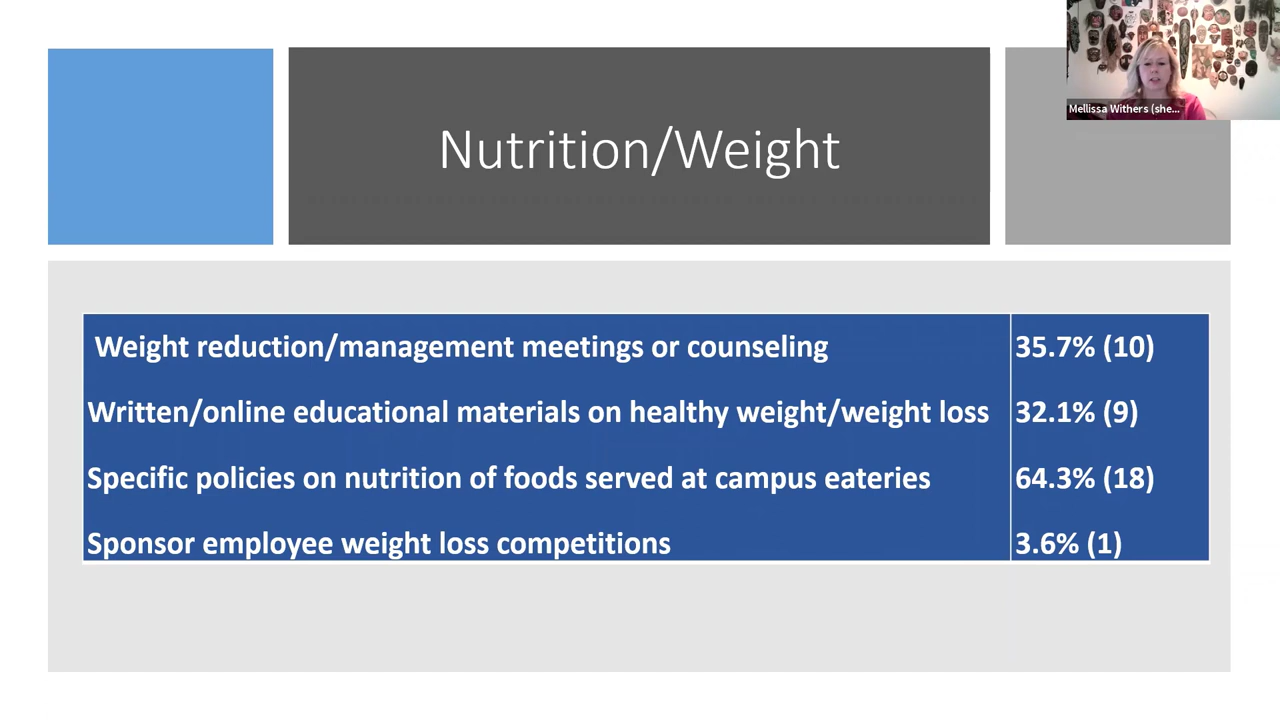 Mellissa Withers (she...
Nutrition/Weight
Weight reduction/management meetings or counseling 35.7% (10)
Written/online educational materials on healthy weight/weight loss 32.1% (9)
Specific policies on nutrition of foods served at campus eateries 64.3% (18)
Sponsor employee weight loss competitions 3.6% (1)